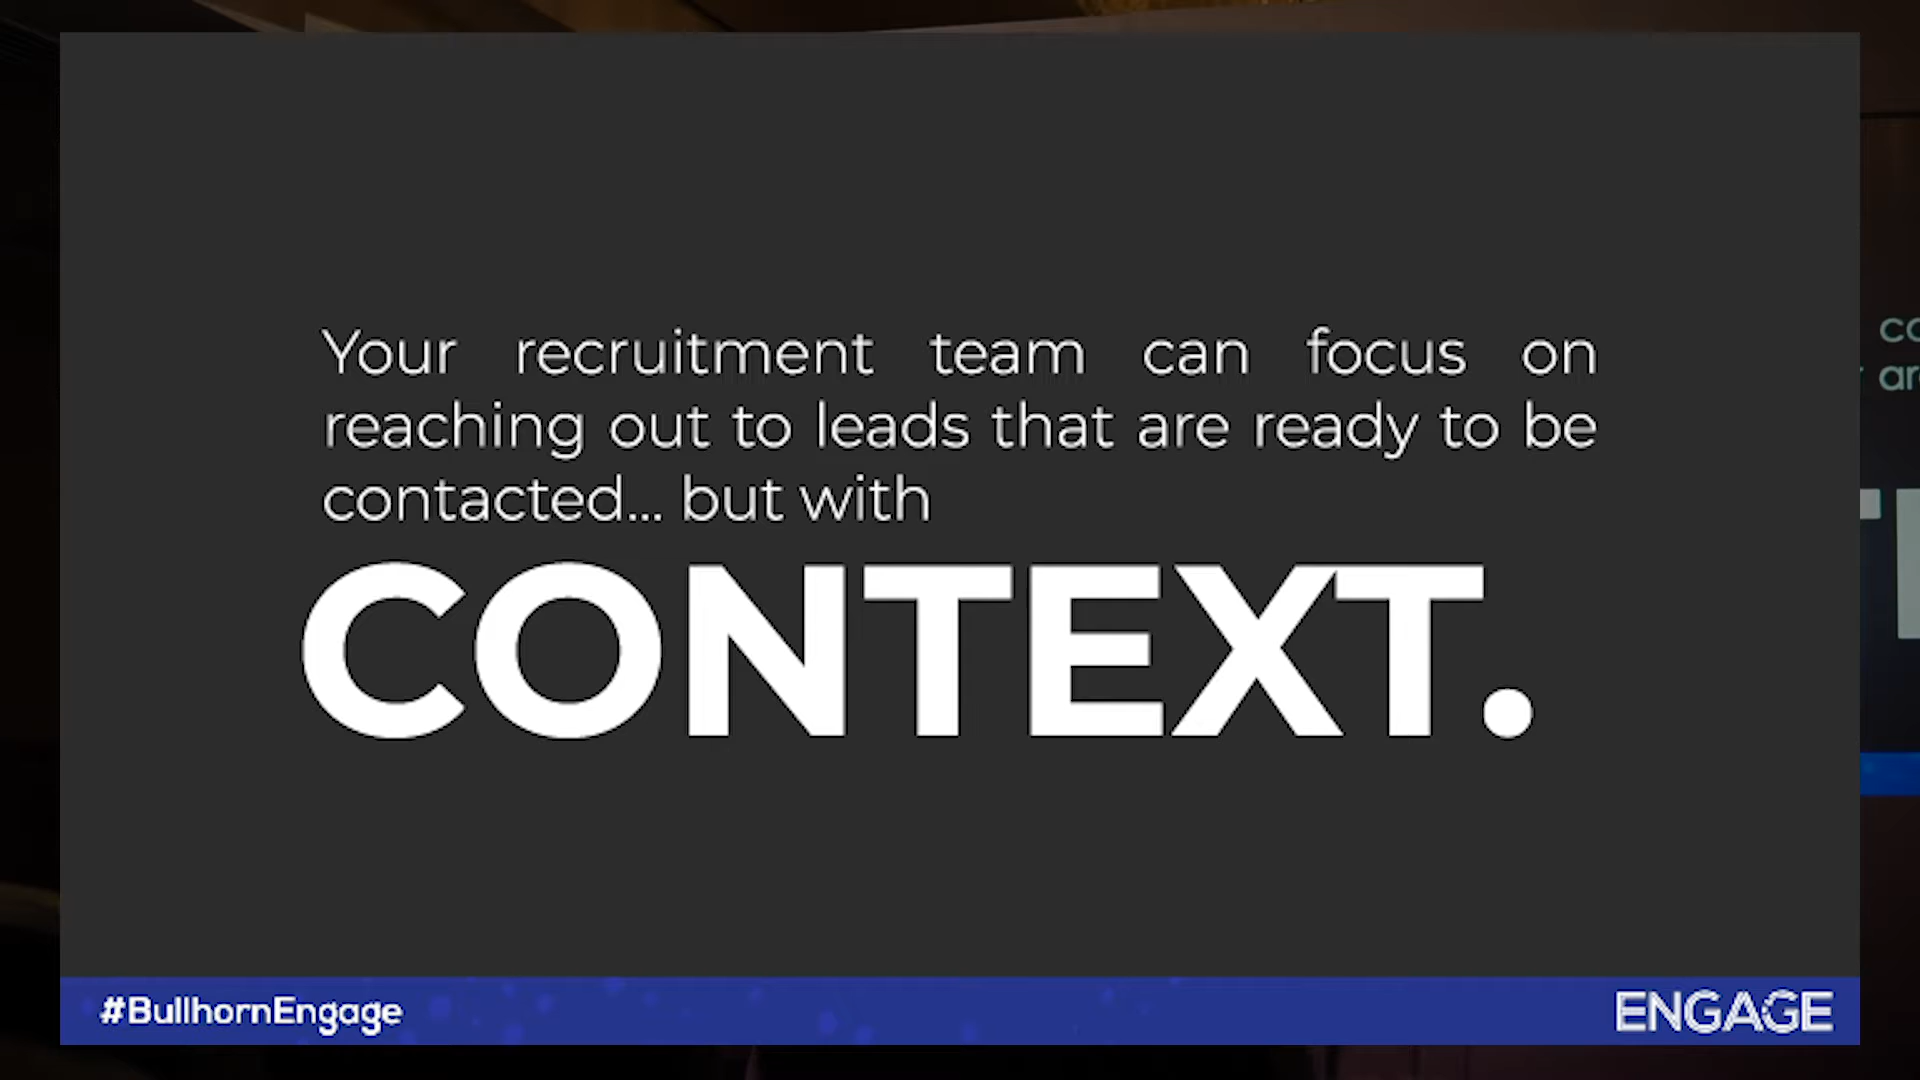 Your recruitment team can focus on
reaching out to leads that are ready to be
contacted... but with
CONTEXT.
#BullhornEngage
ENGAGE